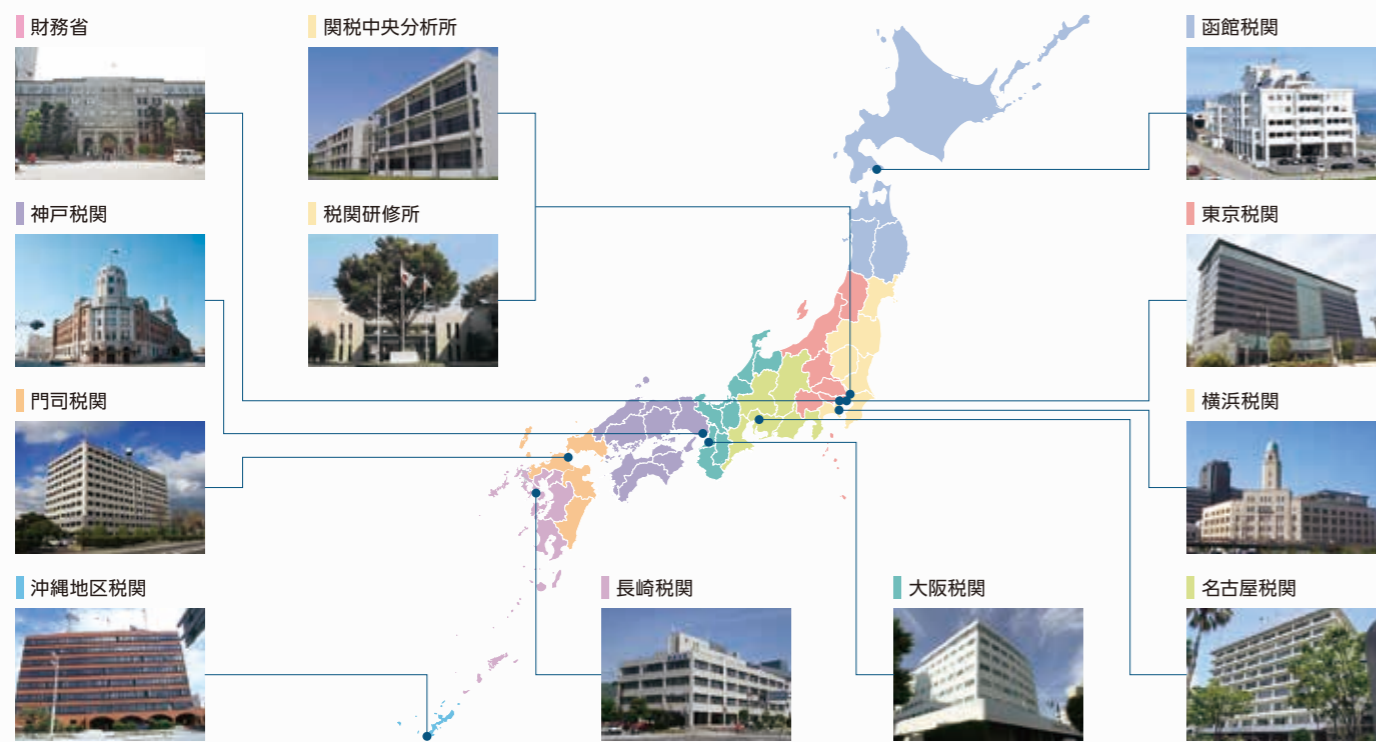 財務省
関税中央分析所
函館税関
神戸税関
税関研修所
東京税関
門司税関
横浜税関
沖縄地区税関
長崎税関
大阪税関
名古屋税関